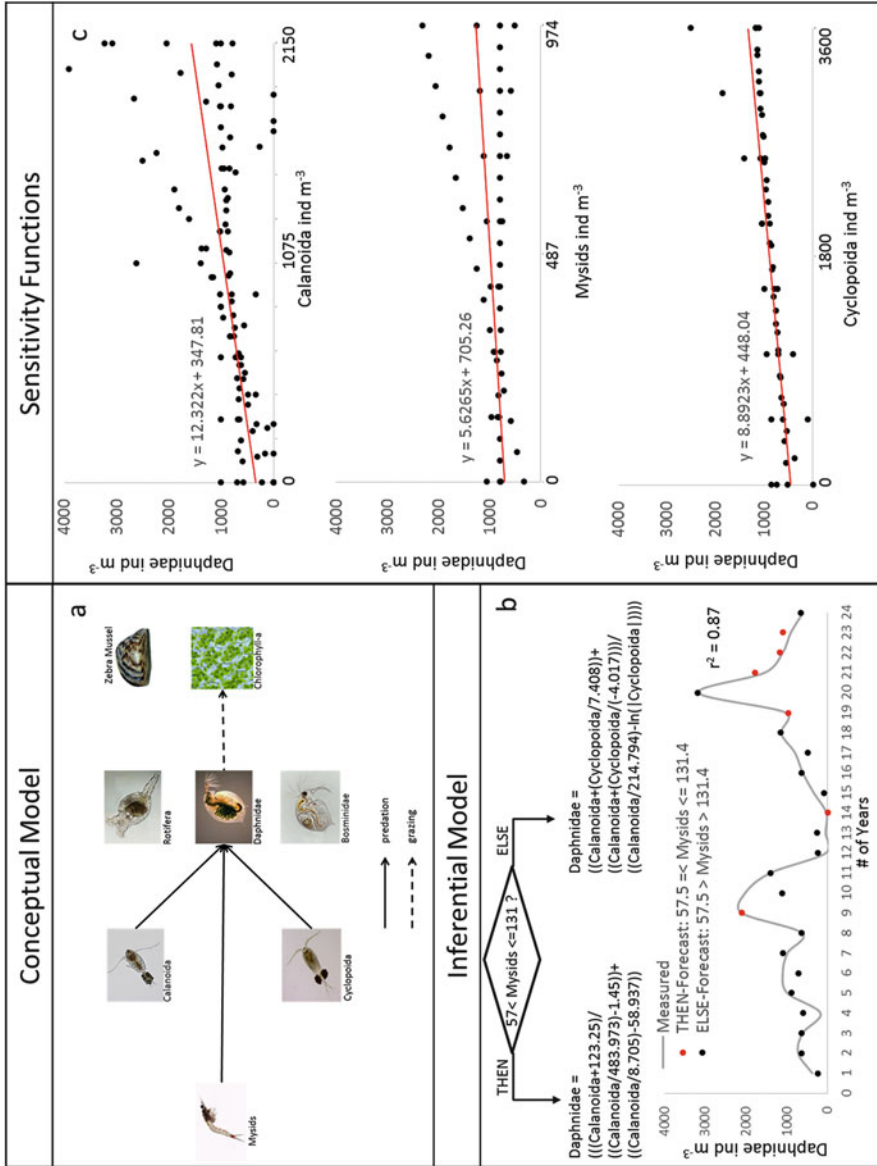 Conceptual Model
a
Zebra Mussel
Rotifera
Calanoida
Chlorophyll-a
Daphnidae
Mysids
Cyclopoida
Bosminidae
predation
grazing
Inferential Model
b
57< Mysids <=131 ?
THEN
ELSE
Daphnidae =
(((Calanoida+123.25)/
((Calanoida/483.973)-1.45))+
((Calanoida/8.705)-58.937))
Daphnidae =
((Calanoida+(Cyclopoida/7.408))+
((Calanoida+(Cyclopoida/(-4.017)))/
((Calanoida/214.794)-ln(|Cyclopoida|))))
Measured
THEN-Forecast: 57.5 =< Mysids <= 131.4
ELSE-Forecast: 57.5 > Mysids > 131.4
r² = 0.87
Daphnidae ind m⁻³
4000
3000
2000
1000
0
0 1 2 3 4 5 6 7 8 9 10 11 12 13 14 15 16 17 18 19 20 21 22 23 24
# of Years
Sensitivity Functions
c
Daphnidae ind m⁻³
4000
3000
2000
1000
0
y = 12.322x + 347.81
0 1075 2150
Calanoida ind m⁻³
Daphnidae ind m⁻³
4000
3000
2000
1000
0
y = 5.6265x + 705.26
0 487 974
Mysids ind m⁻³
Daphnidae ind m⁻³
4000
3000
2000
1000
0
y = 8.8923x + 448.04
0 1800 3600
Cyclopoida ind m⁻³